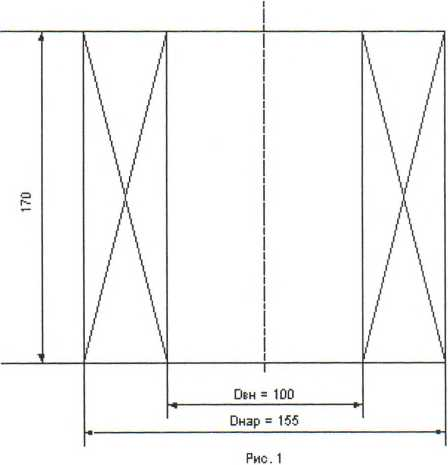 170
Dвн = 100
Dнар = 155
Рис. 1